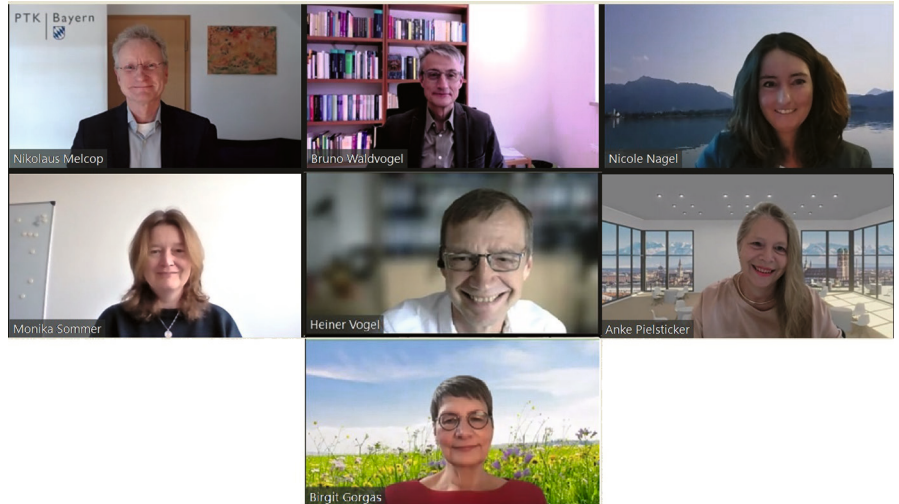 PTK Bayern
Nikolaus Melcop
Bruno Waldvogel
Nicole Nagel
Monika Sommer
Heiner Vogel
Anke Pielsticker
Birgit Gorgas